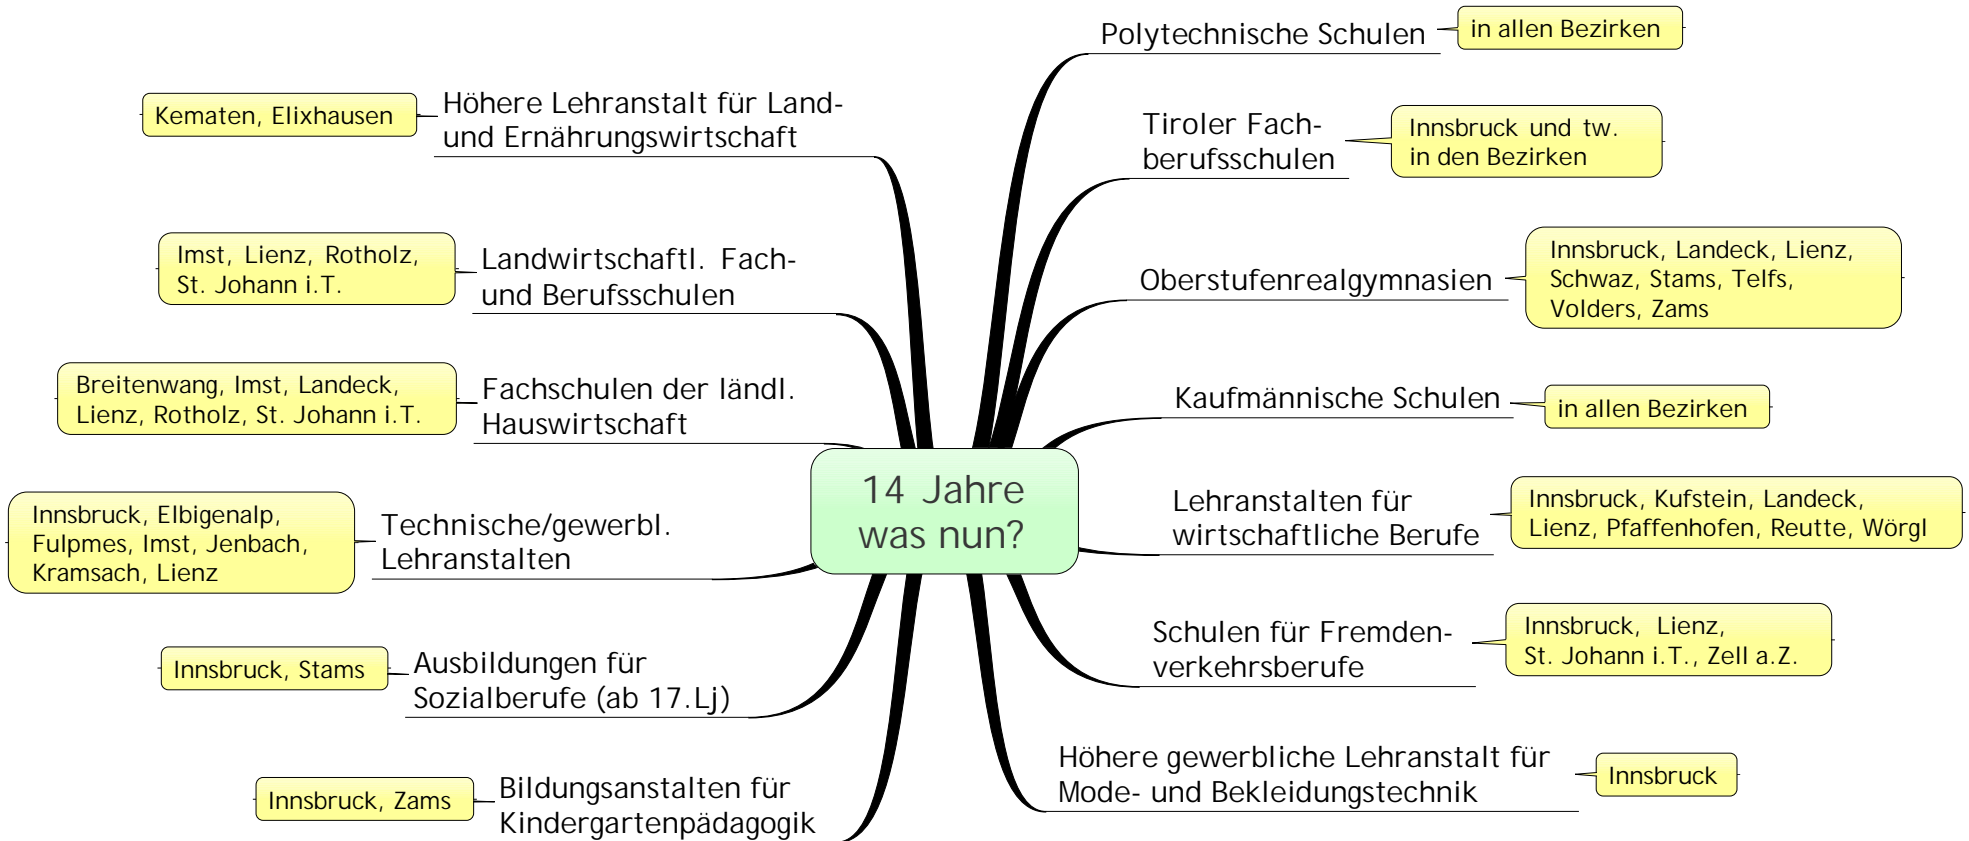 14 Jahre
was nun?
Polytechnische Schulen
in allen Bezirken
Tiroler Fach-
berufsschulen
Innsbruck und tw.
in den Bezirken
Oberstufenrealgymnasien
Innsbruck, Landeck, Lienz,
Schwaz, Stams, Telfs,
Volders, Zams
Kaufmännische Schulen
in allen Bezirken
Lehranstalten für
wirtschaftliche Berufe
Innsbruck, Kufstein, Landeck,
Lienz, Pfaffenhofen, Reutte, Wörgl
Schulen für Fremden-
verkehrsberufe
Innsbruck, Lienz,
St. Johann i.T., Zell a.Z.
Höhere gewerbliche Lehranstalt für
Mode- und Bekleidungstechnik
Innsbruck
Höhere Lehranstalt für Land-
und Ernährungswirtschaft
Kematen, Elixhausen
Landwirtschaftl. Fach-
und Berufsschulen
Imst, Lienz, Rotholz,
St. Johann i.T.
Fachschulen der ländl.
Hauswirtschaft
Breitenwang, Imst, Landeck,
Lienz, Rotholz, St. Johann i.T.
Technische/gewerbl.
Lehranstalten
Innsbruck, Elbigenalp,
Fulpmes, Imst, Jenbach,
Kramsach, Lienz
Ausbildungen für
Sozialberufe (ab 17.Lj)
Innsbruck, Stams
Bildungsanstalten für
Kindergartenpädagogik
Innsbruck, Zams